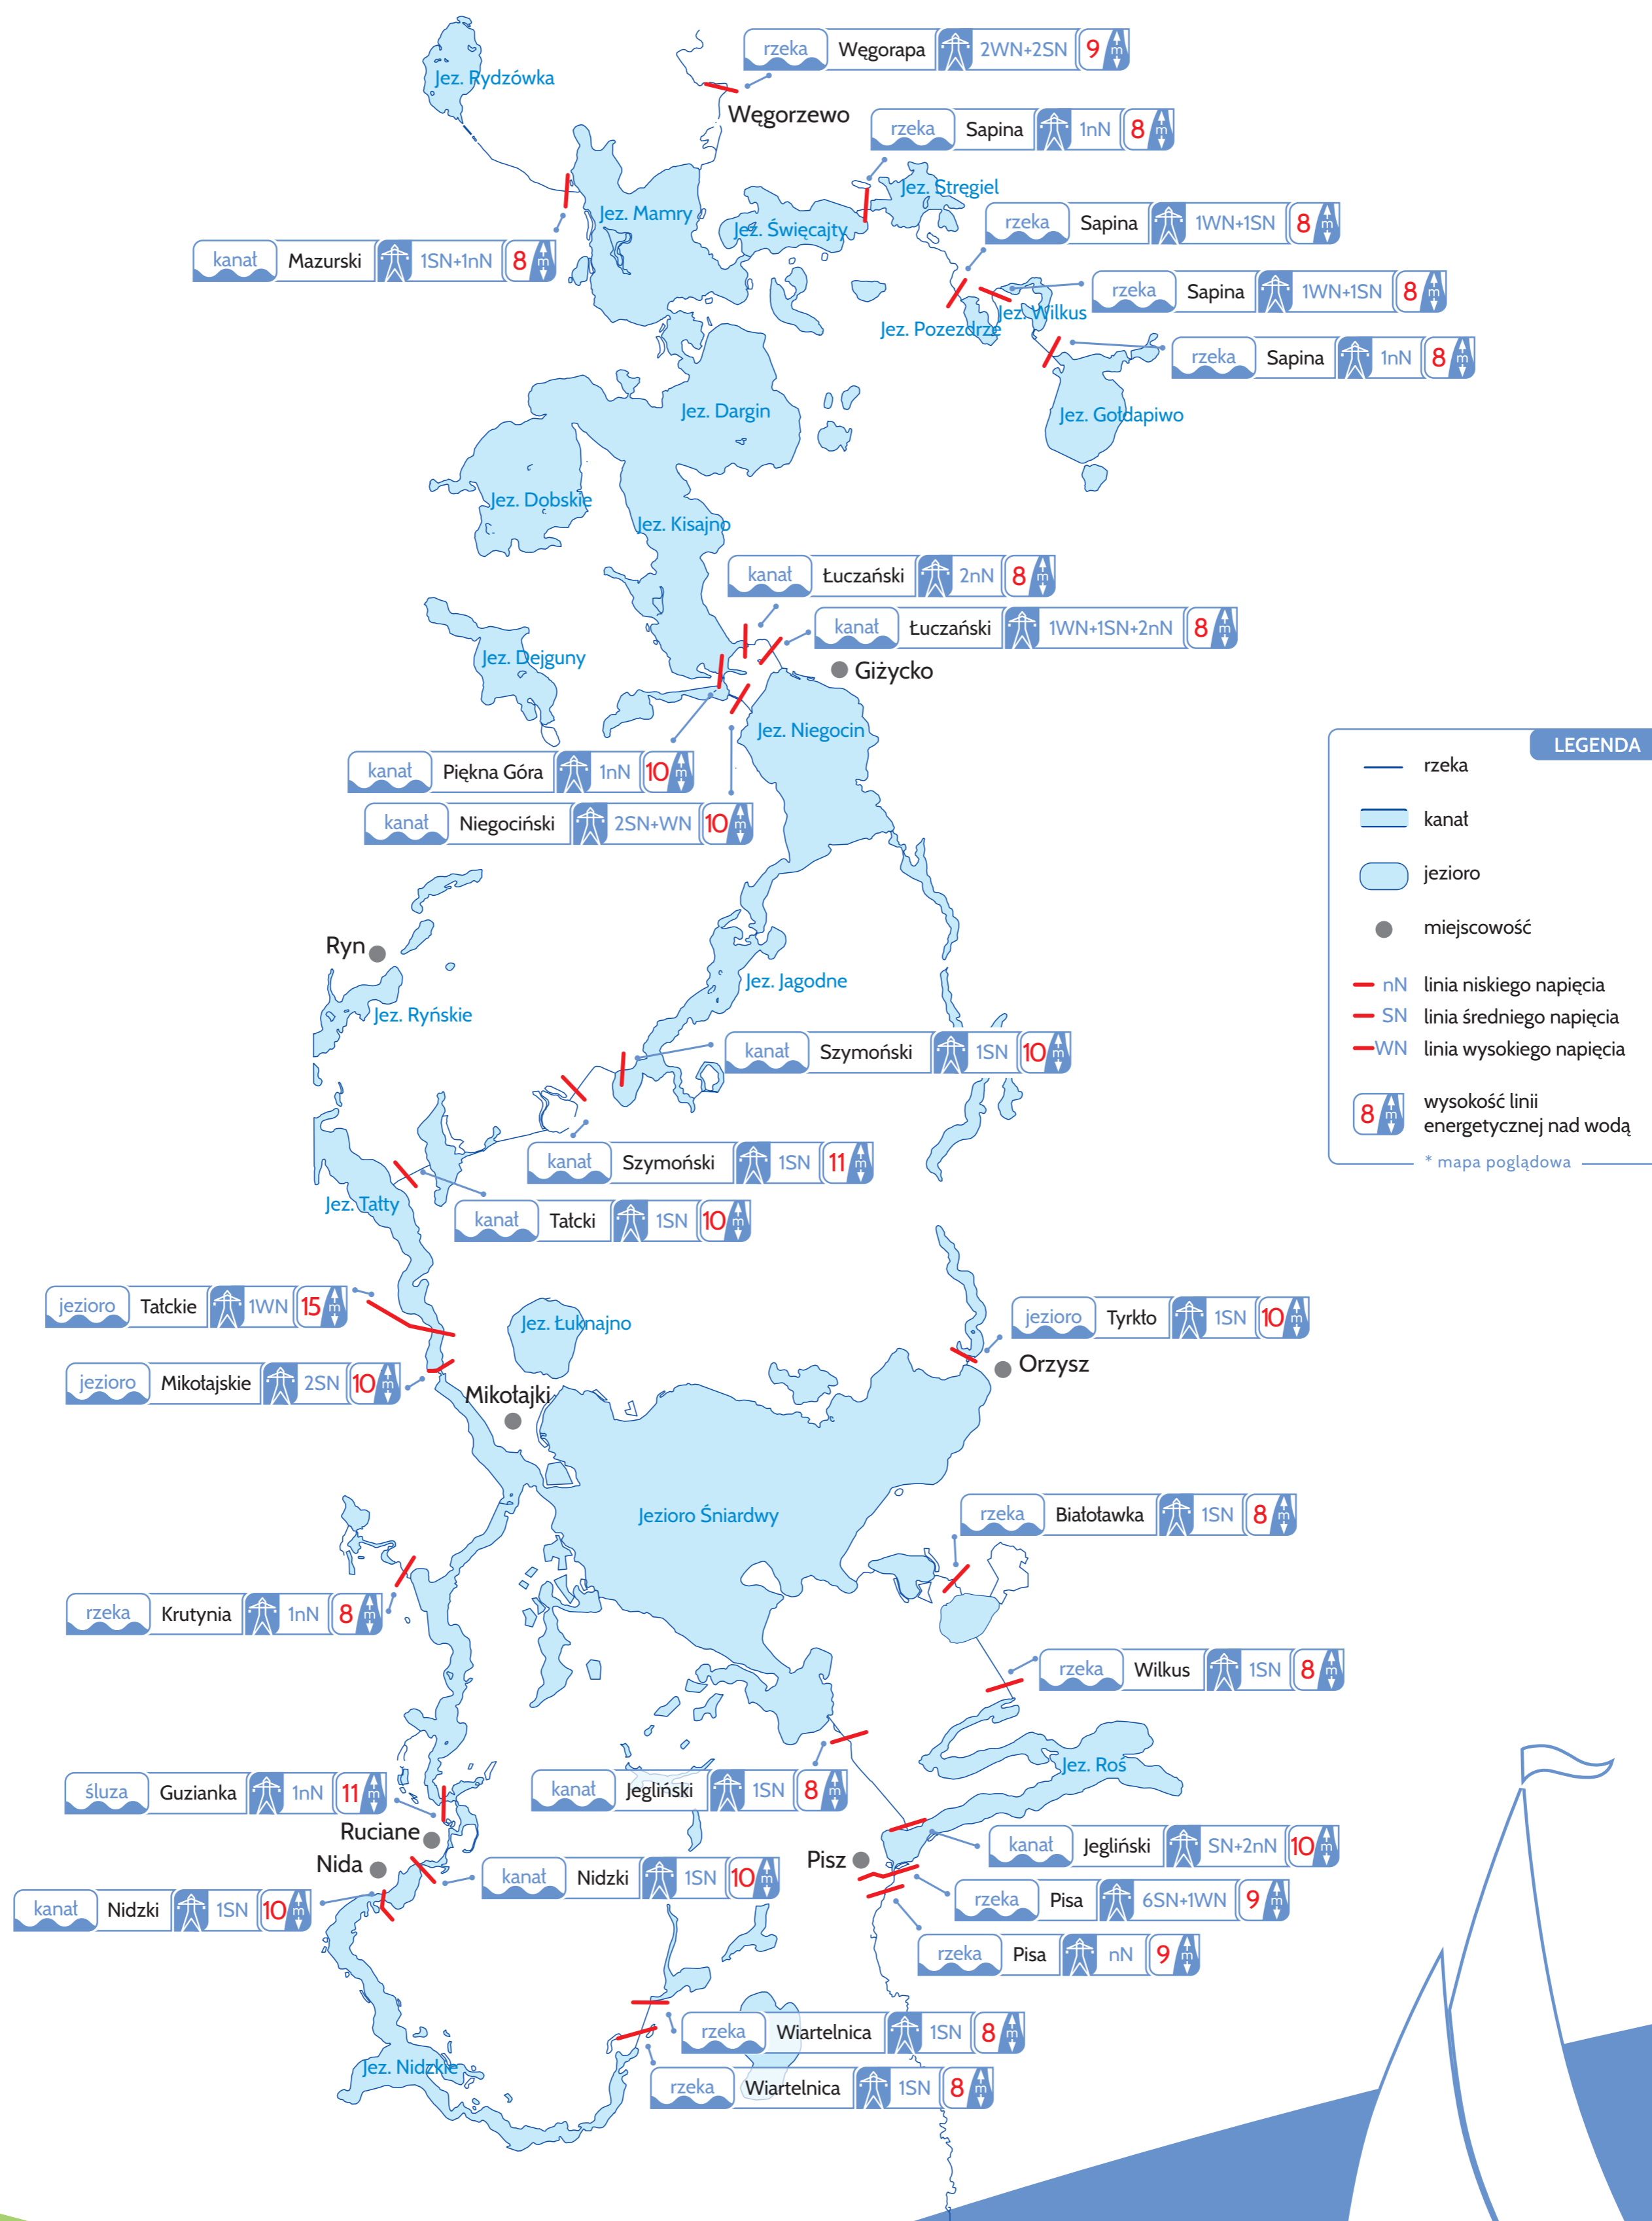 rzeka Węgorapa 2WN+2SN 9 m
Jez. Rydzówka
Węgorzewo
rzeka Sapina 1nN 8 m
Jez. Stręgiel
Jez. Mamry
Jez. Święcajty
rzeka Sapina 1WN+1SN 8 m
kanał Mazurski 1SN+1nN 8 m
rzeka Sapina 1WN+1SN 8 m
Jez. Wilkus
Jez. Pozezdrze
rzeka Sapina 1nN 8 m
Jez. Dargin
Jez. Gołdapiwo
Jez. Dobskie
Jez. Kisajno
kanał Łuczański 2nN 8 m
kanał Łuczański 1WN+1SN+2nN 8 m
Jez. Dejguny
Giżycko
Jez. Niegocin
kanał Piękna Góra 1nN 10 m
kanał Niegociński 2SN+WN 10 m
LEGENDA
rzeka
kanał
jezioro
miejscowość
nN linia niskiego napięcia
SN linia średniego napięcia
WN linia wysokiego napięcia
8 m wysokość linii
energetycznej nad wodą
* mapa poglądowa
Ryn
Jez. Jagodne
Jez. Ryńskie
kanał Szymoński 1SN 10 m
kanał Szymoński 1SN 11 m
Jez. Tałty
kanał Tałcki 1SN 10 m
jezioro Tałckie 1WN 15 m
Jez. Łuknajno
jezioro Tyrkło 1SN 10 m
Orzysz
jezioro Mikołajskie 2SN 10 m
Mikołajki
Jezioro Śniardwy
rzeka Białoławka 1SN 8 m
rzeka Krutynia 1nN 8 m
rzeka Wilkus 1SN 8 m
Jez. Roś
śluza Guzianka 1nN 11 m
kanał Jegliński 1SN 8 m
Ruciane
kanał Jegliński SN+2nN 10 m
Nida
Pisz
kanał Nidzki 1SN 10 m
rzeka Pisa 6SN+1WN 9 m
kanał Nidzki 1SN 10 m
rzeka Pisa nN 9 m
rzeka Wiartelnica 1SN 8 m
Jez. Nidzkie
rzeka Wiartelnica 1SN 8 m